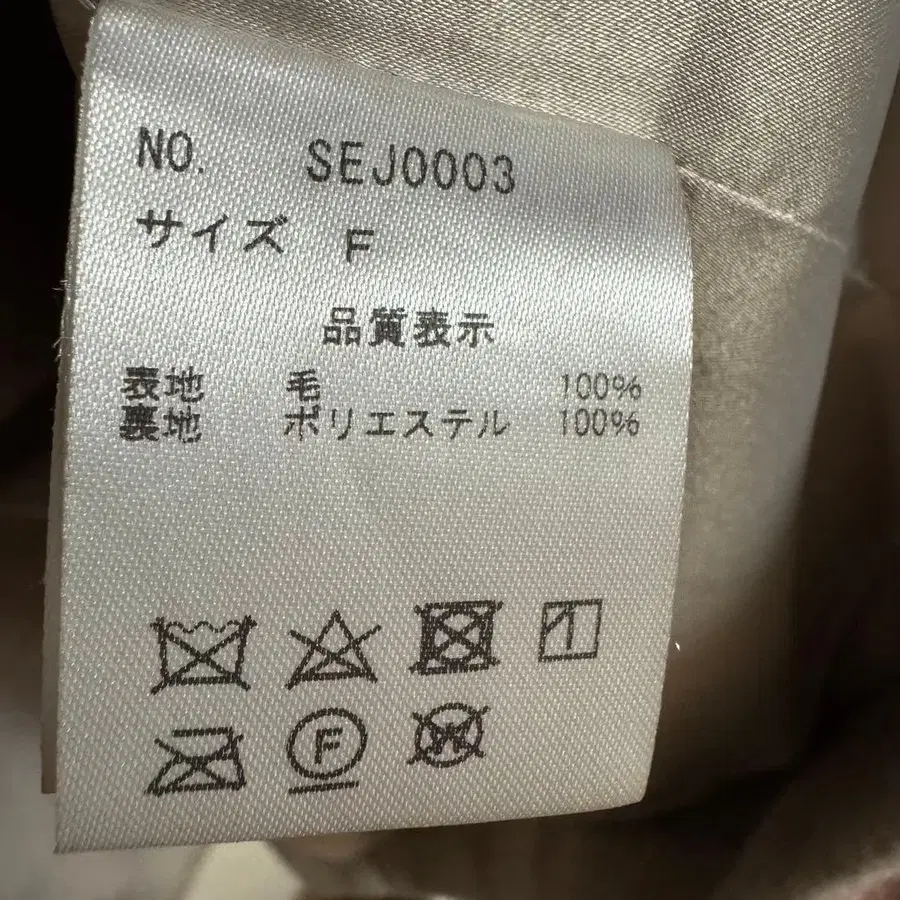 NO. SEJ0003
サイズ F
品質表示
表地 毛 100%
裏地 ポリエステル 100%
F
W